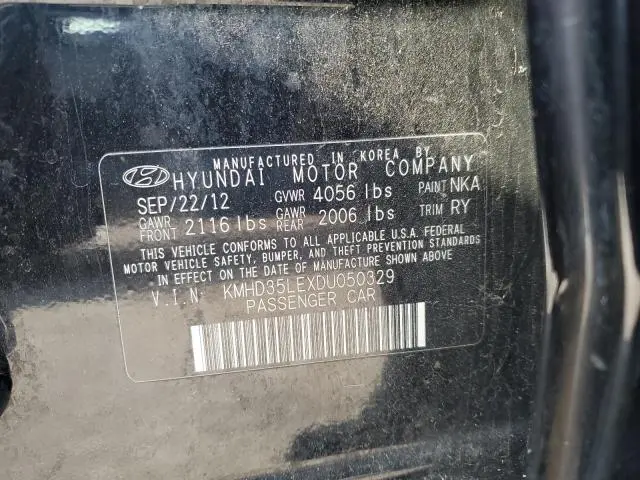 MANUFACTURED IN KOREA BY
HYUNDAI MOTOR COMPANY
SEP/22/12 GVWR 4056 lbs PAINT NKA
GAWR FRONT 2116 lbs GAWR REAR 2006 lbs TRIM RY
THIS VEHICLE CONFORMS TO ALL APPLICABLE U.S.A. FEDERAL
MOTOR VEHICLE SAFETY, BUMPER, AND THEFT PREVENTION STANDARDS
IN EFFECT ON THE DATE OF MANUFACTURE SHOWN ABOVE
V.I.N. KMHD35LEXDU050329
PASSENGER CAR